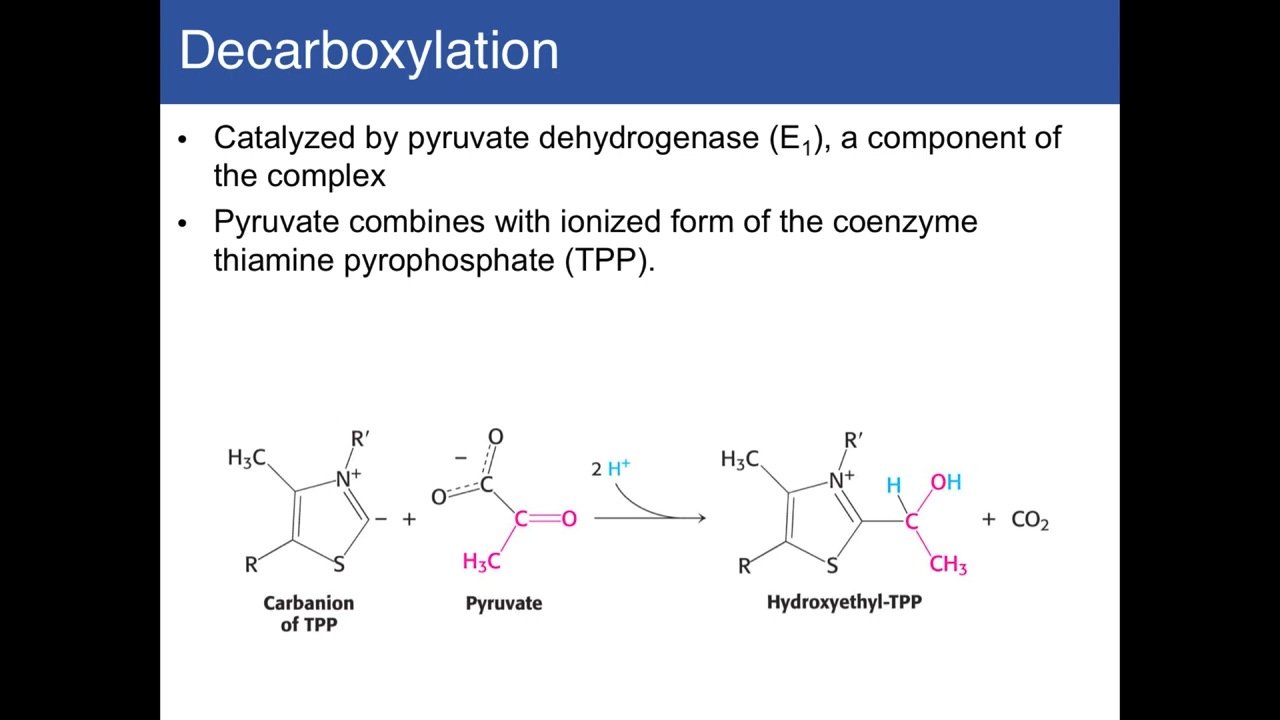 Decarboxylation
• Catalyzed by pyruvate dehydrogenase (E₁), a component of
the complex
• Pyruvate combines with ionized form of the coenzyme
thiamine pyrophosphate (TPP).
H₃C
R′
N⁺
−
R
S
+
−
O
O
C
C
O
H₃C
2 H⁺
H₃C
R′
N⁺
R
S
H
OH
C
CH₃
+ CO₂
Carbanion
of TPP
Pyruvate
Hydroxyethyl-TPP